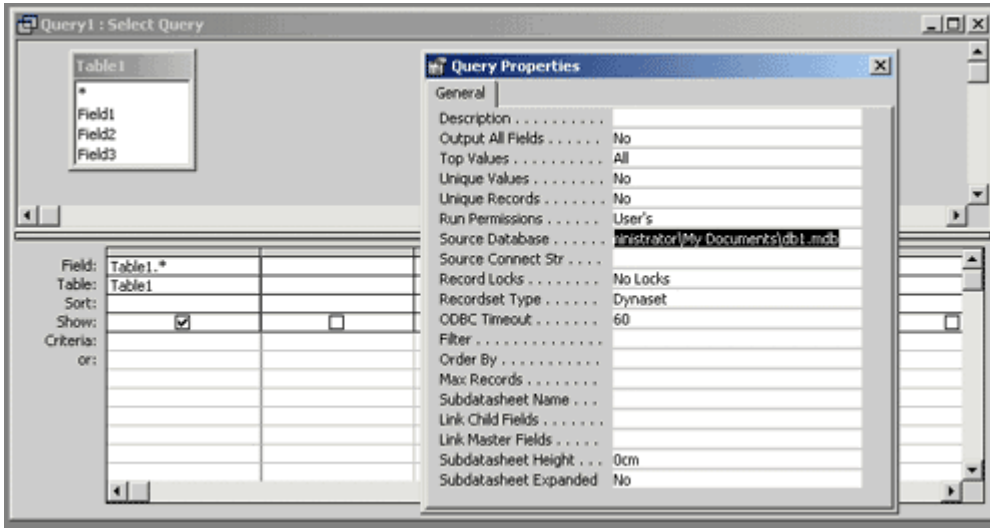 Query1 : Select Query
Table1
*
Field1
Field2
Field3
Query Properties
General
Description . . . . . . . . . .
Output All Fields . . . . . . No
Top Values . . . . . . . . . . All
Unique Values . . . . . . . . No
Unique Records . . . . . . . No
Run Permissions . . . . . . User's
Source Database . . . . . . ministrator\My Documents\db1.mdb
Source Connect Str . . . .
Record Locks . . . . . . . . No Locks
Recordset Type . . . . . . Dynaset
ODBC Timeout . . . . . . . 60
Filter . . . . . . . . . . . . . .
Order By . . . . . . . . . . .
Max Records . . . . . . . .
Subdatasheet Name . . .
Link Child Fields . . . . . . .
Link Master Fields . . . . .
Subdatasheet Height . . . 0cm
Subdatasheet Expanded No
Field: Table1.*
Table: Table1
Sort:
Show:
Criteria:
or: